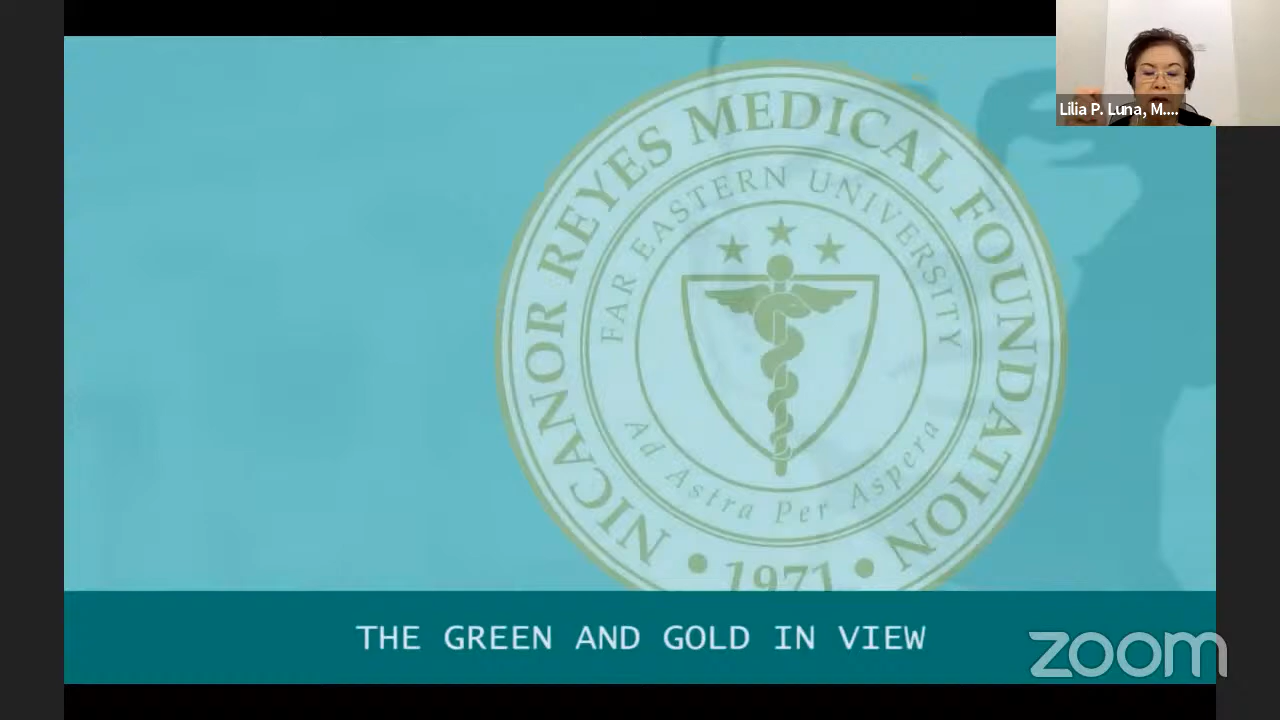 Lilia P. Luna, M....
NICANOR REYES MEDICAL FOUNDATION
FAR EASTERN UNIVERSITY
Ad Astra Per Aspera
• 1971 •
THE GREEN AND GOLD IN VIEW
zoom